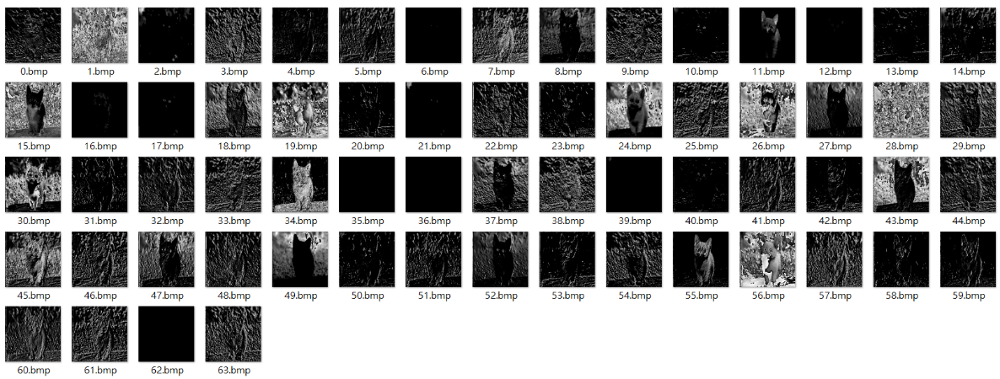 0.bmp 1.bmp 2.bmp 3.bmp 4.bmp 5.bmp 6.bmp 7.bmp 8.bmp 9.bmp 10.bmp 11.bmp 12.bmp 13.bmp 14.bmp
15.bmp 16.bmp 17.bmp 18.bmp 19.bmp 20.bmp 21.bmp 22.bmp 23.bmp 24.bmp 25.bmp 26.bmp 27.bmp 28.bmp 29.bmp
30.bmp 31.bmp 32.bmp 33.bmp 34.bmp 35.bmp 36.bmp 37.bmp 38.bmp 39.bmp 40.bmp 41.bmp 42.bmp 43.bmp 44.bmp
45.bmp 46.bmp 47.bmp 48.bmp 49.bmp 50.bmp 51.bmp 52.bmp 53.bmp 54.bmp 55.bmp 56.bmp 57.bmp 58.bmp 59.bmp
60.bmp 61.bmp 62.bmp 63.bmp